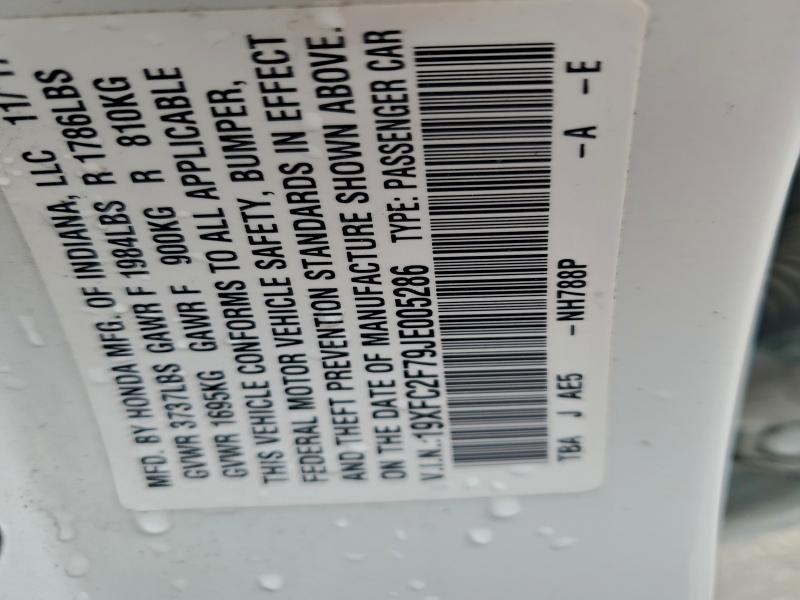 MFD. BY HONDA MFG. OF INDIANA, LLC 11/17
GVWR 3737LBS GAWR F 1984LBS R 1786LBS
GVWR 1695KG GAWR F 900KG R 810KG
THIS VEHICLE CONFORMS TO ALL APPLICABLE
FEDERAL MOTOR VEHICLE SAFETY, BUMPER,
AND THEFT PREVENTION STANDARDS IN EFFECT
ON THE DATE OF MANUFACTURE SHOWN ABOVE.
V.I.N.:19XFC2F79JE005286 TYPE: PASSENGER CAR
TBA J AE5 -NH788P -A -E